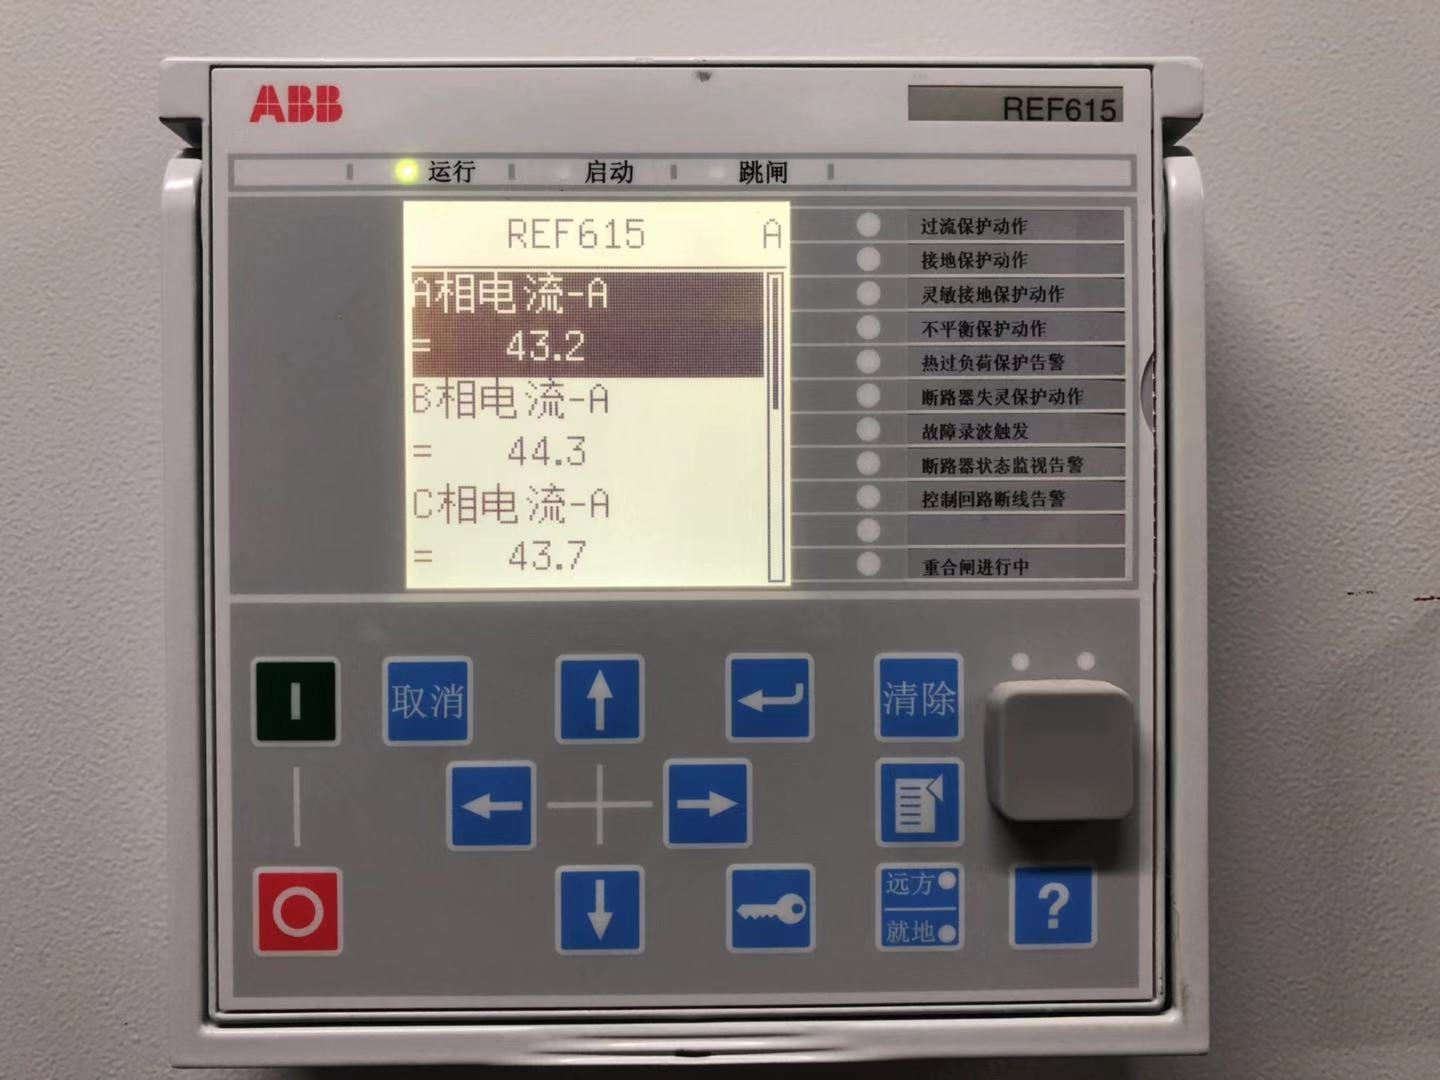 ABB
REF615
运行 启动 跳闸
REF615 A
A相电流-A
= 43.2
B相电流-A
= 44.3
C相电流-A
= 43.7
过流保护动作
接地保护动作
灵敏接地保护动作
不平衡保护动作
热过负荷保护告警
断路器失灵保护动作
故障录波触发
断路器状态监视告警
控制回路断线告警
重合闸进行中
取消
清除
远方
就地
?